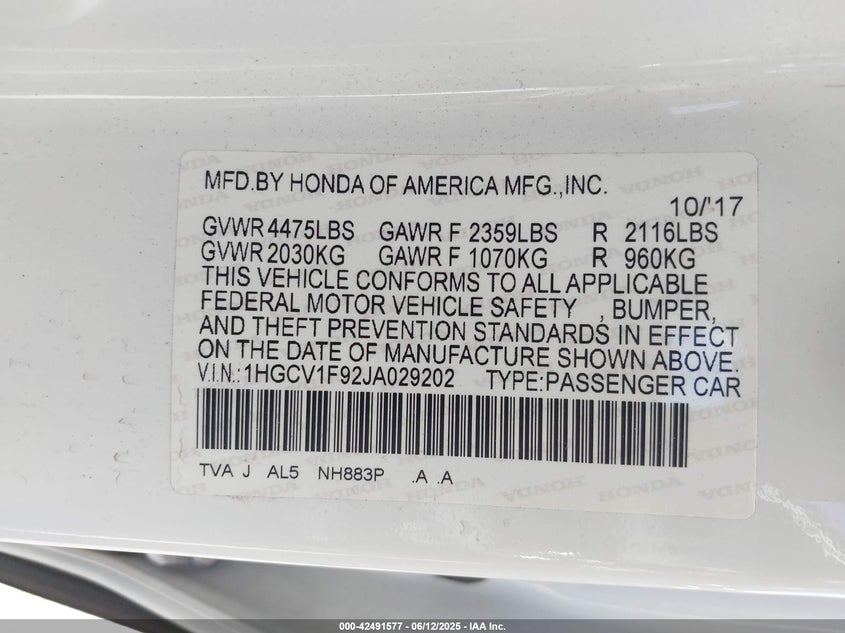 MFD.BY HONDA OF AMERICA MFG.,INC.
10/'17
GVWR 4475LBS GAWR F 2359LBS R 2116LBS
GVWR 2030KG GAWR F 1070KG R 960KG
THIS VEHICLE CONFORMS TO ALL APPLICABLE
FEDERAL MOTOR VEHICLE SAFETY , BUMPER,
AND THEFT PREVENTION STANDARDS IN EFFECT
ON THE DATE OF MANUFACTURE SHOWN ABOVE.
V.I.N.:1HGCV1F92JA029202 TYPE:PASSENGER CAR
TVA J AL5 NH883P .A .A
000-42491577 - 06/12/2025 - IAA Inc.